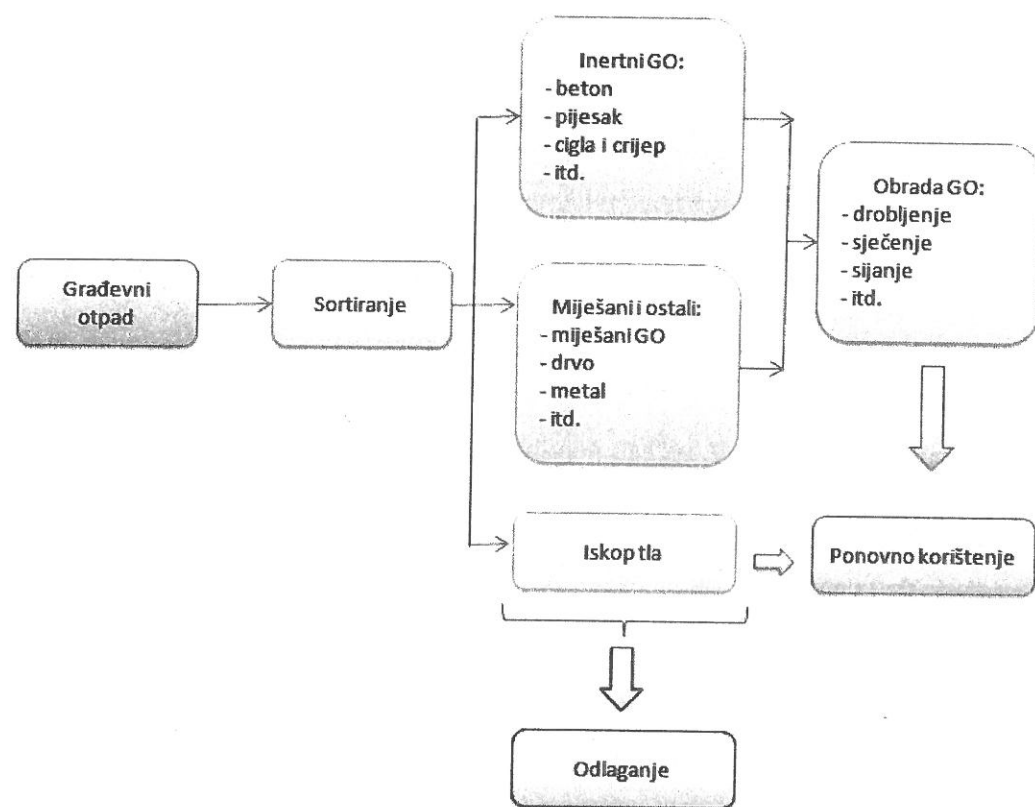 Građevni
otpad
Sortiranje
Inertni GO:
- beton
- pijesak
- cigla i crijep
- itd.
Miješani i ostali:
- miješani GO
- drvo
- metal
- itd.
Iskop tla
Obrada GO:
- drobljenje
- sječenje
- sijanje
- itd.
Ponovno korištenje
Odlaganje